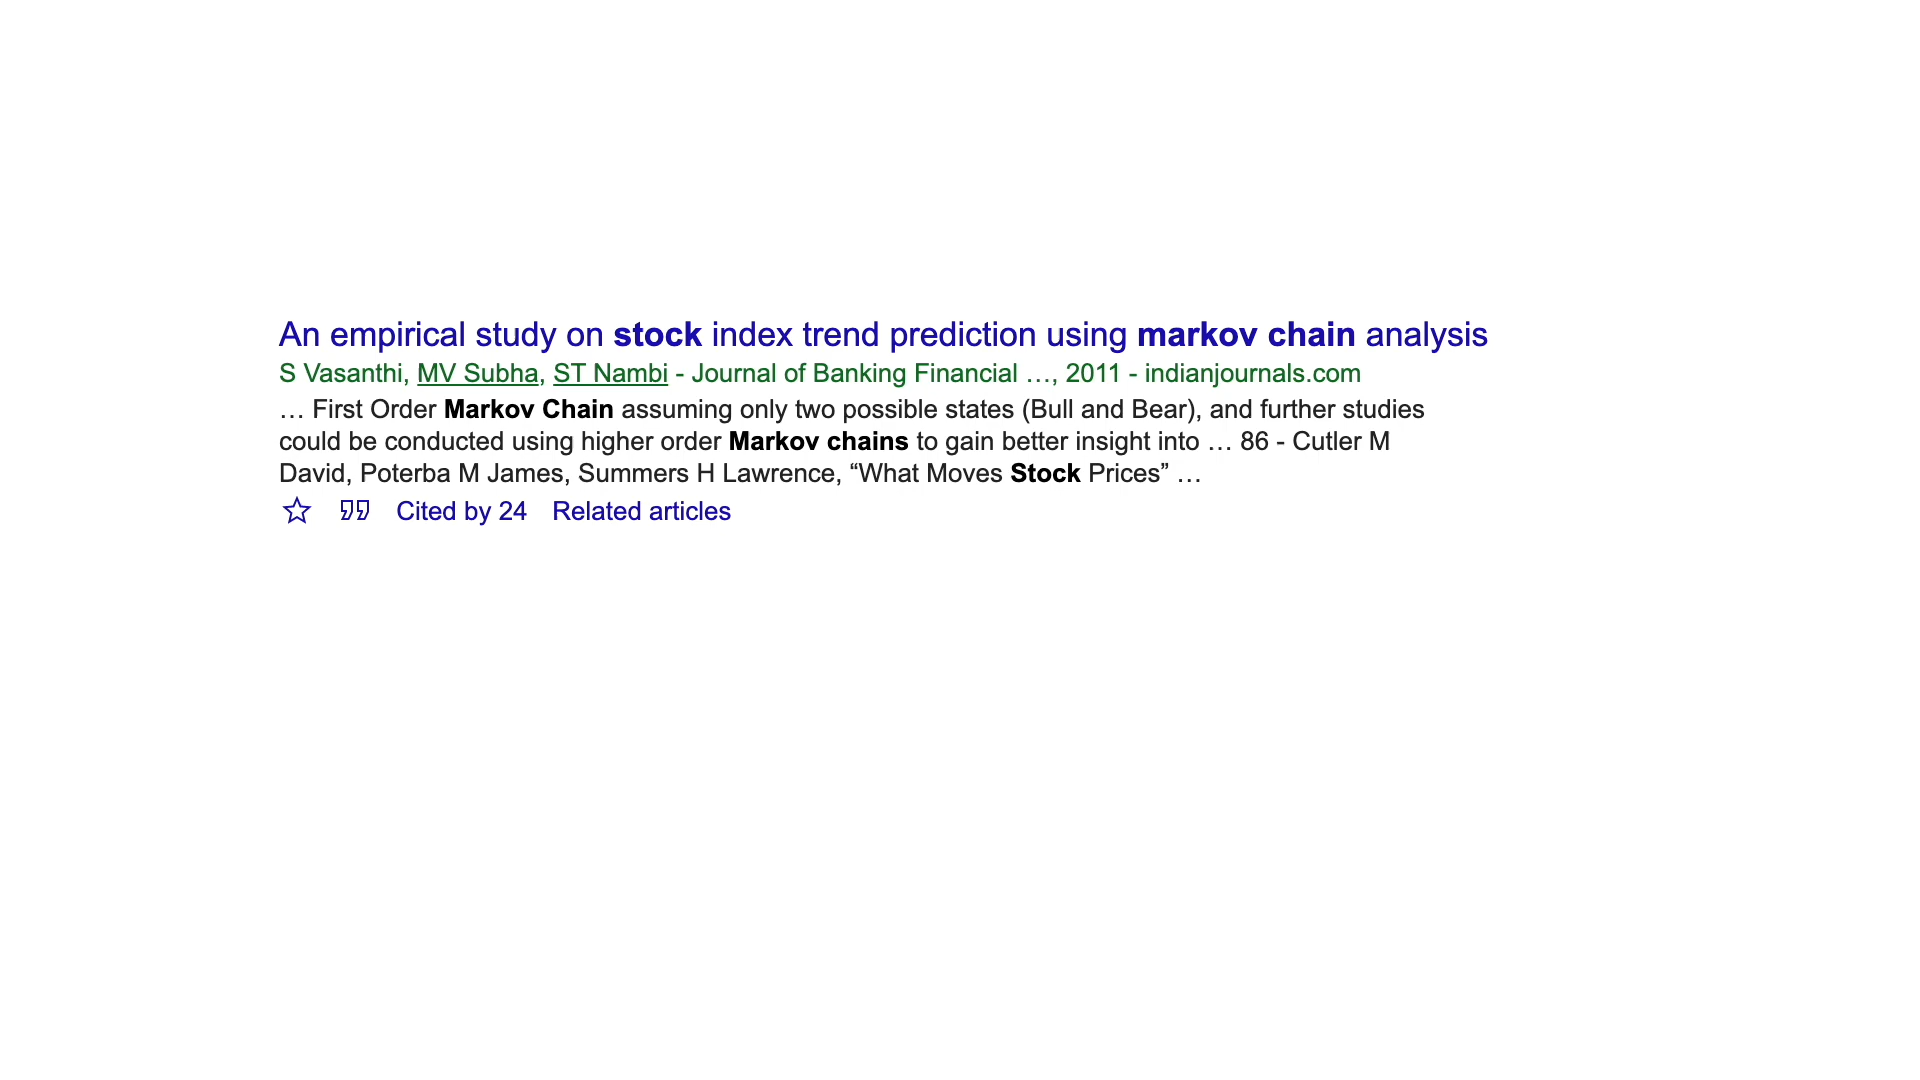 An empirical study on stock index trend prediction using markov chain analysis
S Vasanthi, MV Subha, ST Nambi - Journal of Banking Financial …, 2011 - indianjournals.com
… First Order Markov Chain assuming only two possible states (Bull and Bear), and further studies
could be conducted using higher order Markov chains to gain better insight into … 86 - Cutler M
David, Poterba M James, Summers H Lawrence, “What Moves Stock Prices” …
Cited by 24 Related articles